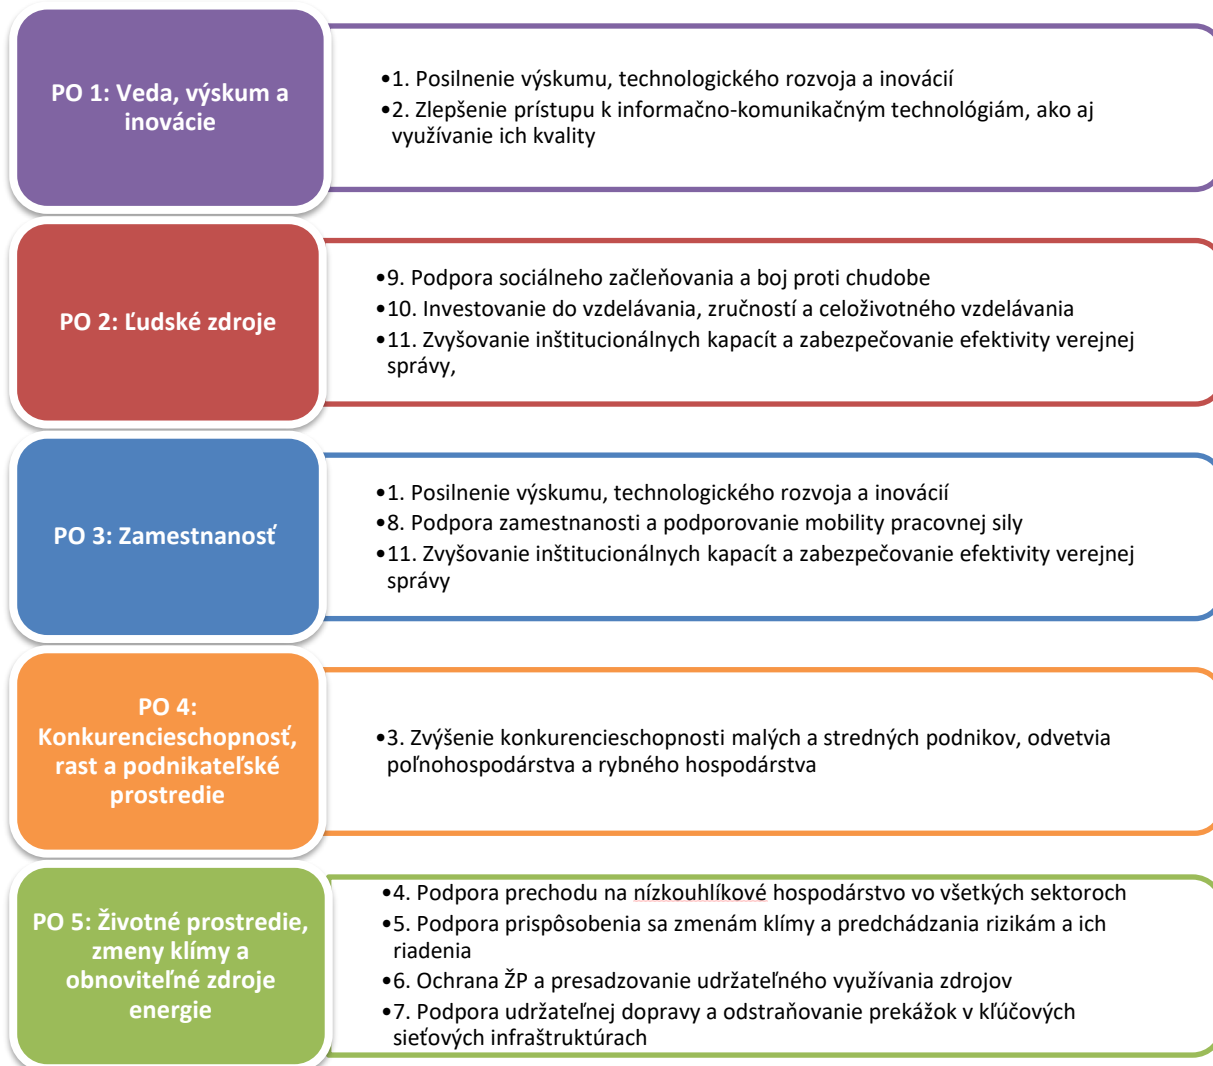 PO 1: Veda, výskum a
inovácie
•1. Posilnenie výskumu, technologického rozvoja a inovácií
•2. Zlepšenie prístupu k informačno-komunikačným technológiám, ako aj
využívanie ich kvality
PO 2: Ľudské zdroje
•9. Podpora sociálneho začleňovania a boj proti chudobe
•10. Investovanie do vzdelávania, zručností a celoživotného vzdelávania
•11. Zvyšovanie inštitucionálnych kapacít a zabezpečovanie efektivity verejnej
správy,
PO 3: Zamestnanosť
•1. Posilnenie výskumu, technologického rozvoja a inovácií
•8. Podpora zamestnanosti a podporovanie mobility pracovnej sily
•11. Zvyšovanie inštitucionálnych kapacít a zabezpečovanie efektivity verejnej
správy
PO 4:
Konkurencieschopnosť,
rast a podnikateľské
prostredie
•3. Zvýšenie konkurencieschopnosti malých a stredných podnikov, odvetvia
poľnohospodárstva a rybného hospodárstva
PO 5: Životné prostredie,
zmeny klímy a
obnoviteľné zdroje
energie
•4. Podpora prechodu na nízkouhlíkové hospodárstvo vo všetkých sektoroch
•5. Podpora prispôsobenia sa zmenám klímy a predchádzania rizikám a ich
riadenia
•6. Ochrana ŽP a presadzovanie udržateľného využívania zdrojov
•7. Podpora udržateľnej dopravy a odstraňovanie prekážok v kľúčových
sieťových infraštruktúrach